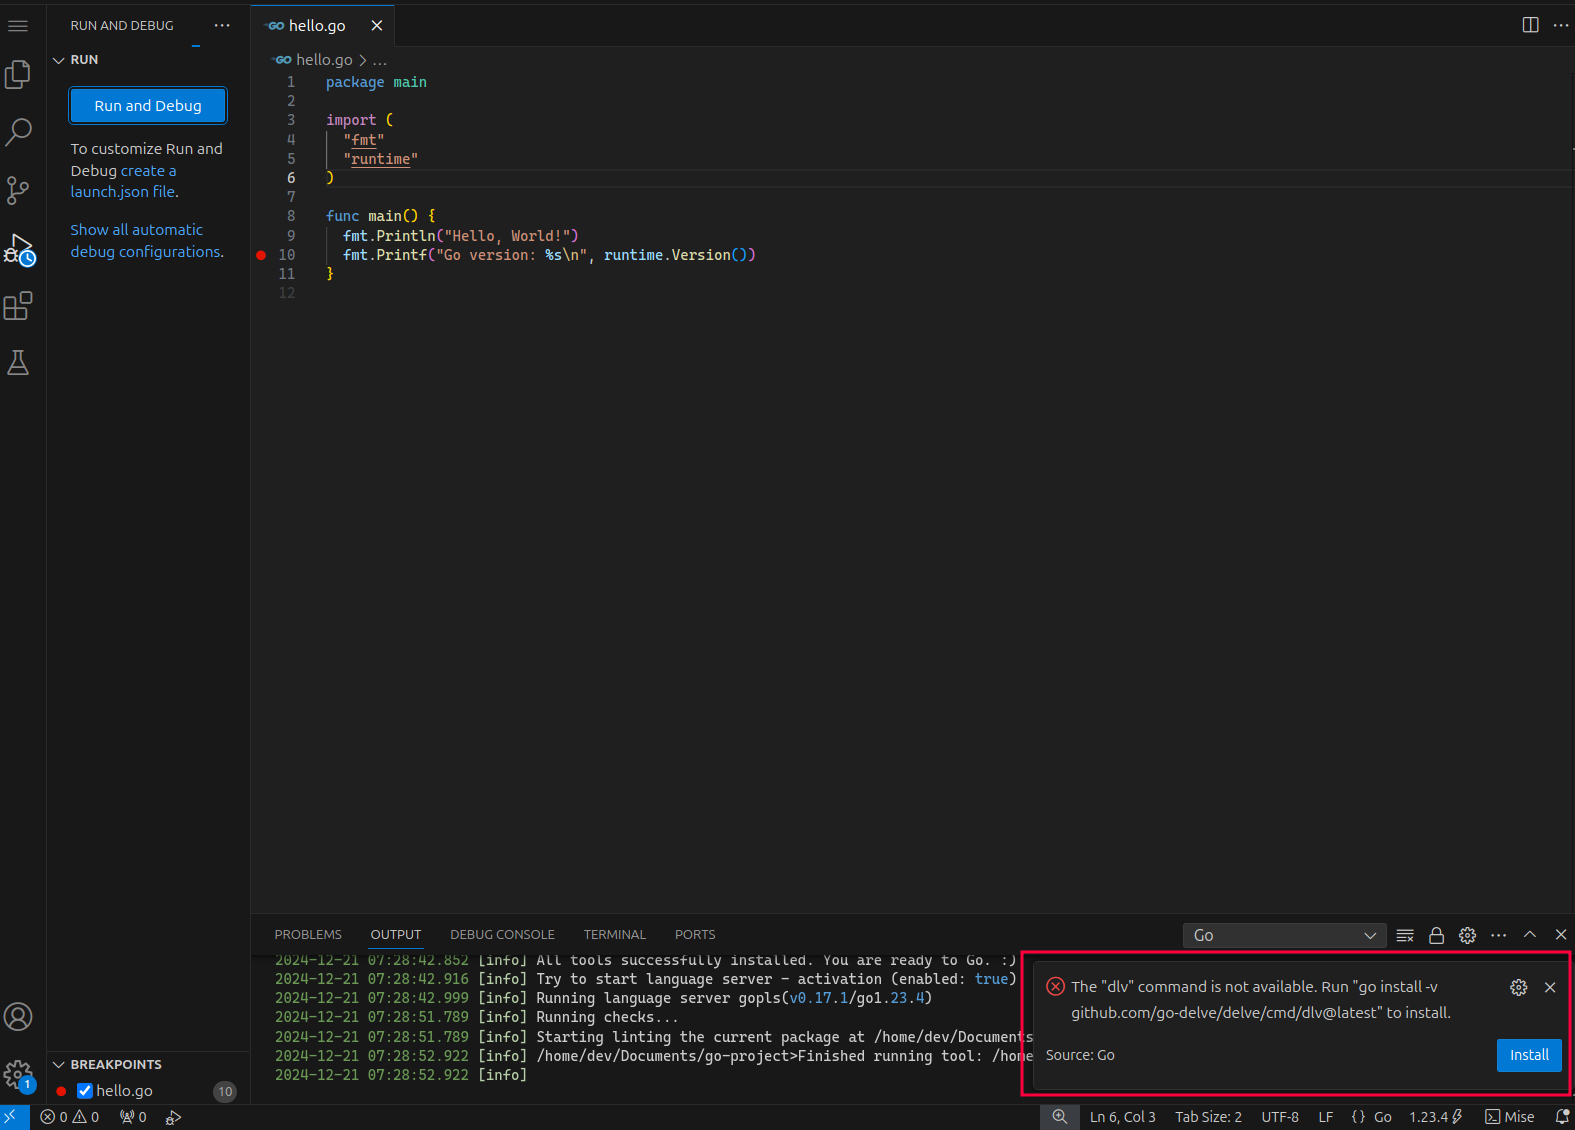 RUN AND DEBUG
RUN
Run and Debug
To customize Run and
Debug create a
launch.json file.
Show all automatic
debug configurations.
GO hello.go
GO hello.go > ...
1 package main
2
3 import (
4 "fmt"
5 "runtime"
6 )
7
8 func main() {
9 fmt.Println("Hello, World!")
10 fmt.Printf("Go version: %s\n", runtime.Version())
11 }
12
PROBLEMS OUTPUT DEBUG CONSOLE TERMINAL PORTS Go
2024-12-21 07:28:42.852 [info] All tools successfully installed. You are ready to Go. :)
2024-12-21 07:28:42.916 [info] Try to start language server - activation (enabled: true)
2024-12-21 07:28:42.999 [info] Running language server gopls(v0.17.1/go1.23.4)
2024-12-21 07:28:51.789 [info] Running checks...
2024-12-21 07:28:51.789 [info] Starting linting the current package at /home/dev/Documents
2024-12-21 07:28:52.922 [info] /home/dev/Documents/go-project>Finished running tool: /home
2024-12-21 07:28:52.922 [info]
The "dlv" command is not available. Run "go install -v
github.com/go-delve/delve/cmd/dlv@latest" to install.
Source: Go
Install
BREAKPOINTS
hello.go 10
1
0 0 0
Ln 6, Col 3 Tab Size: 2 UTF-8 LF {} Go 1.23.4 Mise